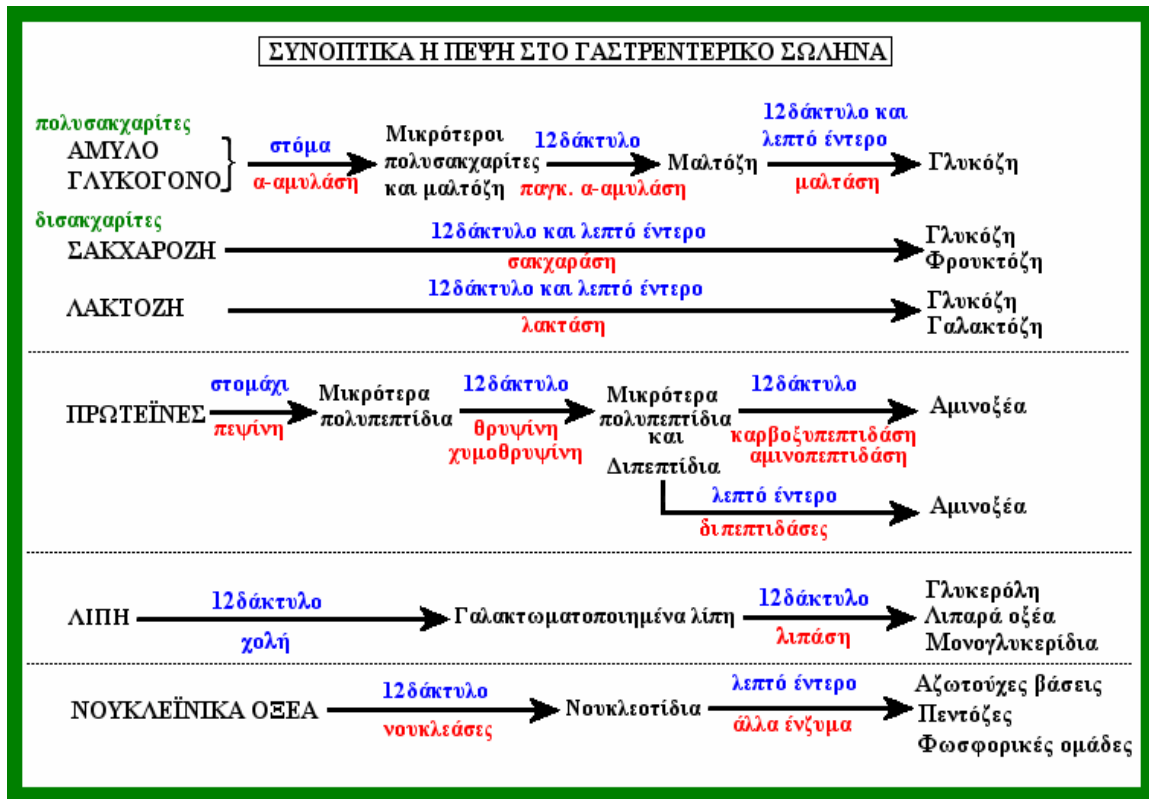 ΣΥΝΟΠΤΙΚΑ Η ΠΕΨΗ ΣΤΟ ΓΑΣΤΡΕΝΤΕΡΙΚΟ ΣΩΛΗΝΑ
πολυσακχαρίτες
ΑΜΥΛΟ
ΓΛΥΚΟΓΟΝΟ
στόμα
α-αμυλάση
Μικρότεροι
πολυσακχαρίτες
και μαλτόζη
12δάκτυλο
παγκ. α-αμυλάση
Μαλτόζη
12δάκτυλο και
λεπτό έντερο
μαλτάση
Γλυκόζη
δισακχαρίτες
ΣΑΚΧΑΡΟΖΗ
12δάκτυλο και λεπτό έντερο
σακχαράση
Γλυκόζη
Φρουκτόζη
ΛΑΚΤΟΖΗ
12δάκτυλο και λεπτό έντερο
λακτάση
Γλυκόζη
Γαλακτόζη
ΠΡΩΤΕΪΝΕΣ
στομάχι
πεψίνη
Μικρότερα
πολυπεπτίδια
12δάκτυλο
θρυψίνη
χυμοθρυψίνη
Μικρότερα
πολυπεπτίδια
και
Διπεπτίδια
12δάκτυλο
καρβοξυπεπτιδάση
αμινοπεπτιδάση
Αμινοξέα
λεπτό έντερο
διπεπτιδάσες
Αμινοξέα
ΛΙΠΗ
12δάκτυλο
χολή
Γαλακτωματοποιημένα λίπη
12δάκτυλο
λιπάση
Γλυκερόλη
Λιπαρά οξέα
Μονογλυκερίδια
ΝΟΥΚΛΕΪΝΙΚΑ ΟΞΕΑ
12δάκτυλο
νουκλεάσες
Νουκλεοτίδια
λεπτό έντερο
άλλα ένζυμα
Αζωτούχες βάσεις
Πεντόζες
Φωσφορικές ομάδες